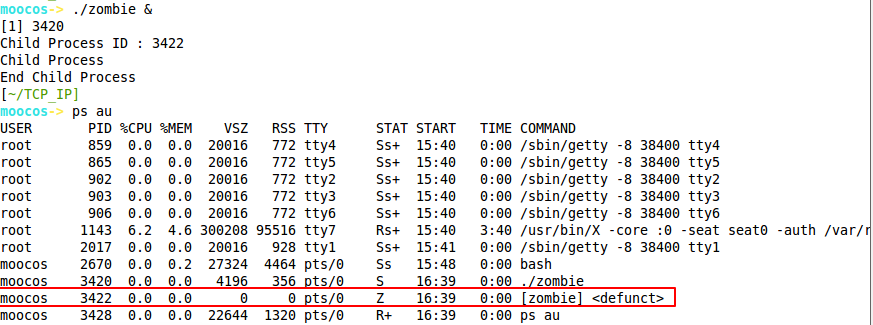 moocos-> ./zombie &
[1] 3420
Child Process ID : 3422
Child Process
End Child Process
[~/TCP_IP]
moocos-> ps au
USER       PID %CPU %MEM    VSZ   RSS TTY      STAT START   TIME COMMAND
root       859  0.0  0.0  20016   772 tty4     Ss+  15:40   0:00 /sbin/getty -8 38400 tty4
root       865  0.0  0.0  20016   772 tty5     Ss+  15:40   0:00 /sbin/getty -8 38400 tty5
root       902  0.0  0.0  20016   772 tty2     Ss+  15:40   0:00 /sbin/getty -8 38400 tty2
root       903  0.0  0.0  20016   772 tty3     Ss+  15:40   0:00 /sbin/getty -8 38400 tty3
root       906  0.0  0.0  20016   772 tty6     Ss+  15:40   0:00 /sbin/getty -8 38400 tty6
root      1143  6.2  4.6 300208 95516 tty7     Rs+  15:40   3:40 /usr/bin/X -core :0 -seat seat0 -auth /var/r
root      2017  0.0  0.0  20016   928 tty1     Ss+  15:41   0:00 /sbin/getty -8 38400 tty1
moocos    2670  0.0  0.2  27324  4464 pts/0    Ss   15:48   0:00 bash
moocos    3420  0.0  0.0   4196   356 pts/0    S    16:39   0:00 ./zombie
moocos    3422  0.0  0.0      0     0 pts/0    Z    16:39   0:00 [zombie] <defunct>
moocos    3428  0.0  0.0  22644  1320 pts/0    R+   16:39   0:00 ps au